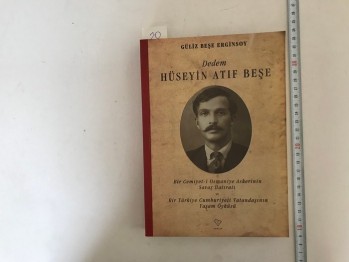 20
GÜLİZ BEŞE ERGİNSOY
Dedem
HÜSEYİN ATIF BEŞE
Bir Cemiyet-i Osmaniye Askerinin
Savaş Hatıratı
Bir Türkiye Cumhuriyeti Vatandaşının
Yaşam Öyküsü